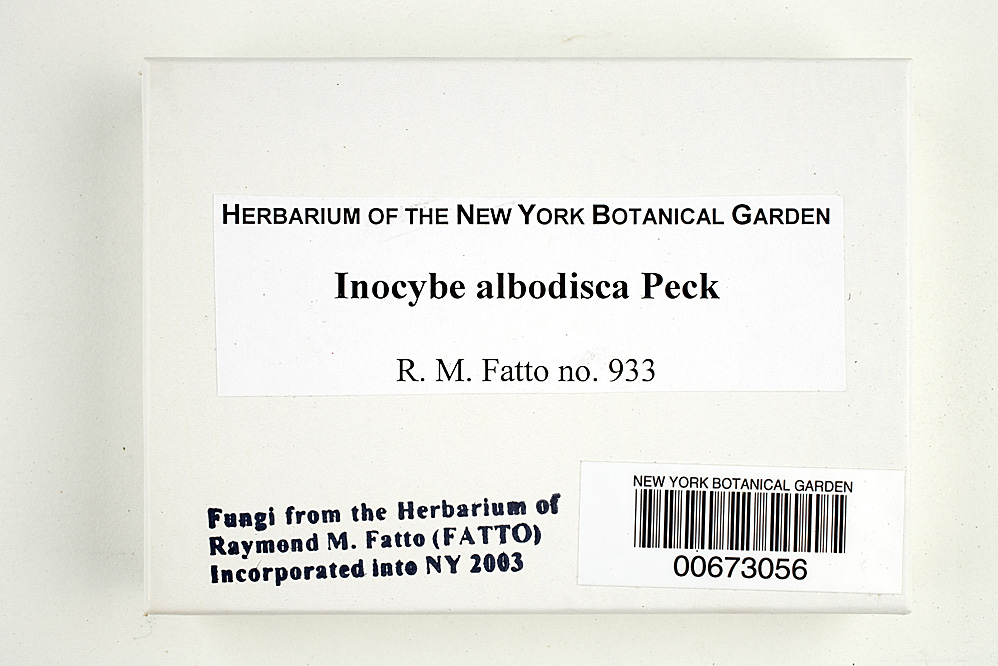 HERBARIUM OF THE NEW YORK BOTANICAL GARDEN
Inocybe albodisca Peck
R. M. Fatto no. 933
Fungi from the Herbarium of
Raymond M. Fatto (FATTO)
Incorporated into NY 2003
NEW YORK BOTANICAL GARDEN
00673056